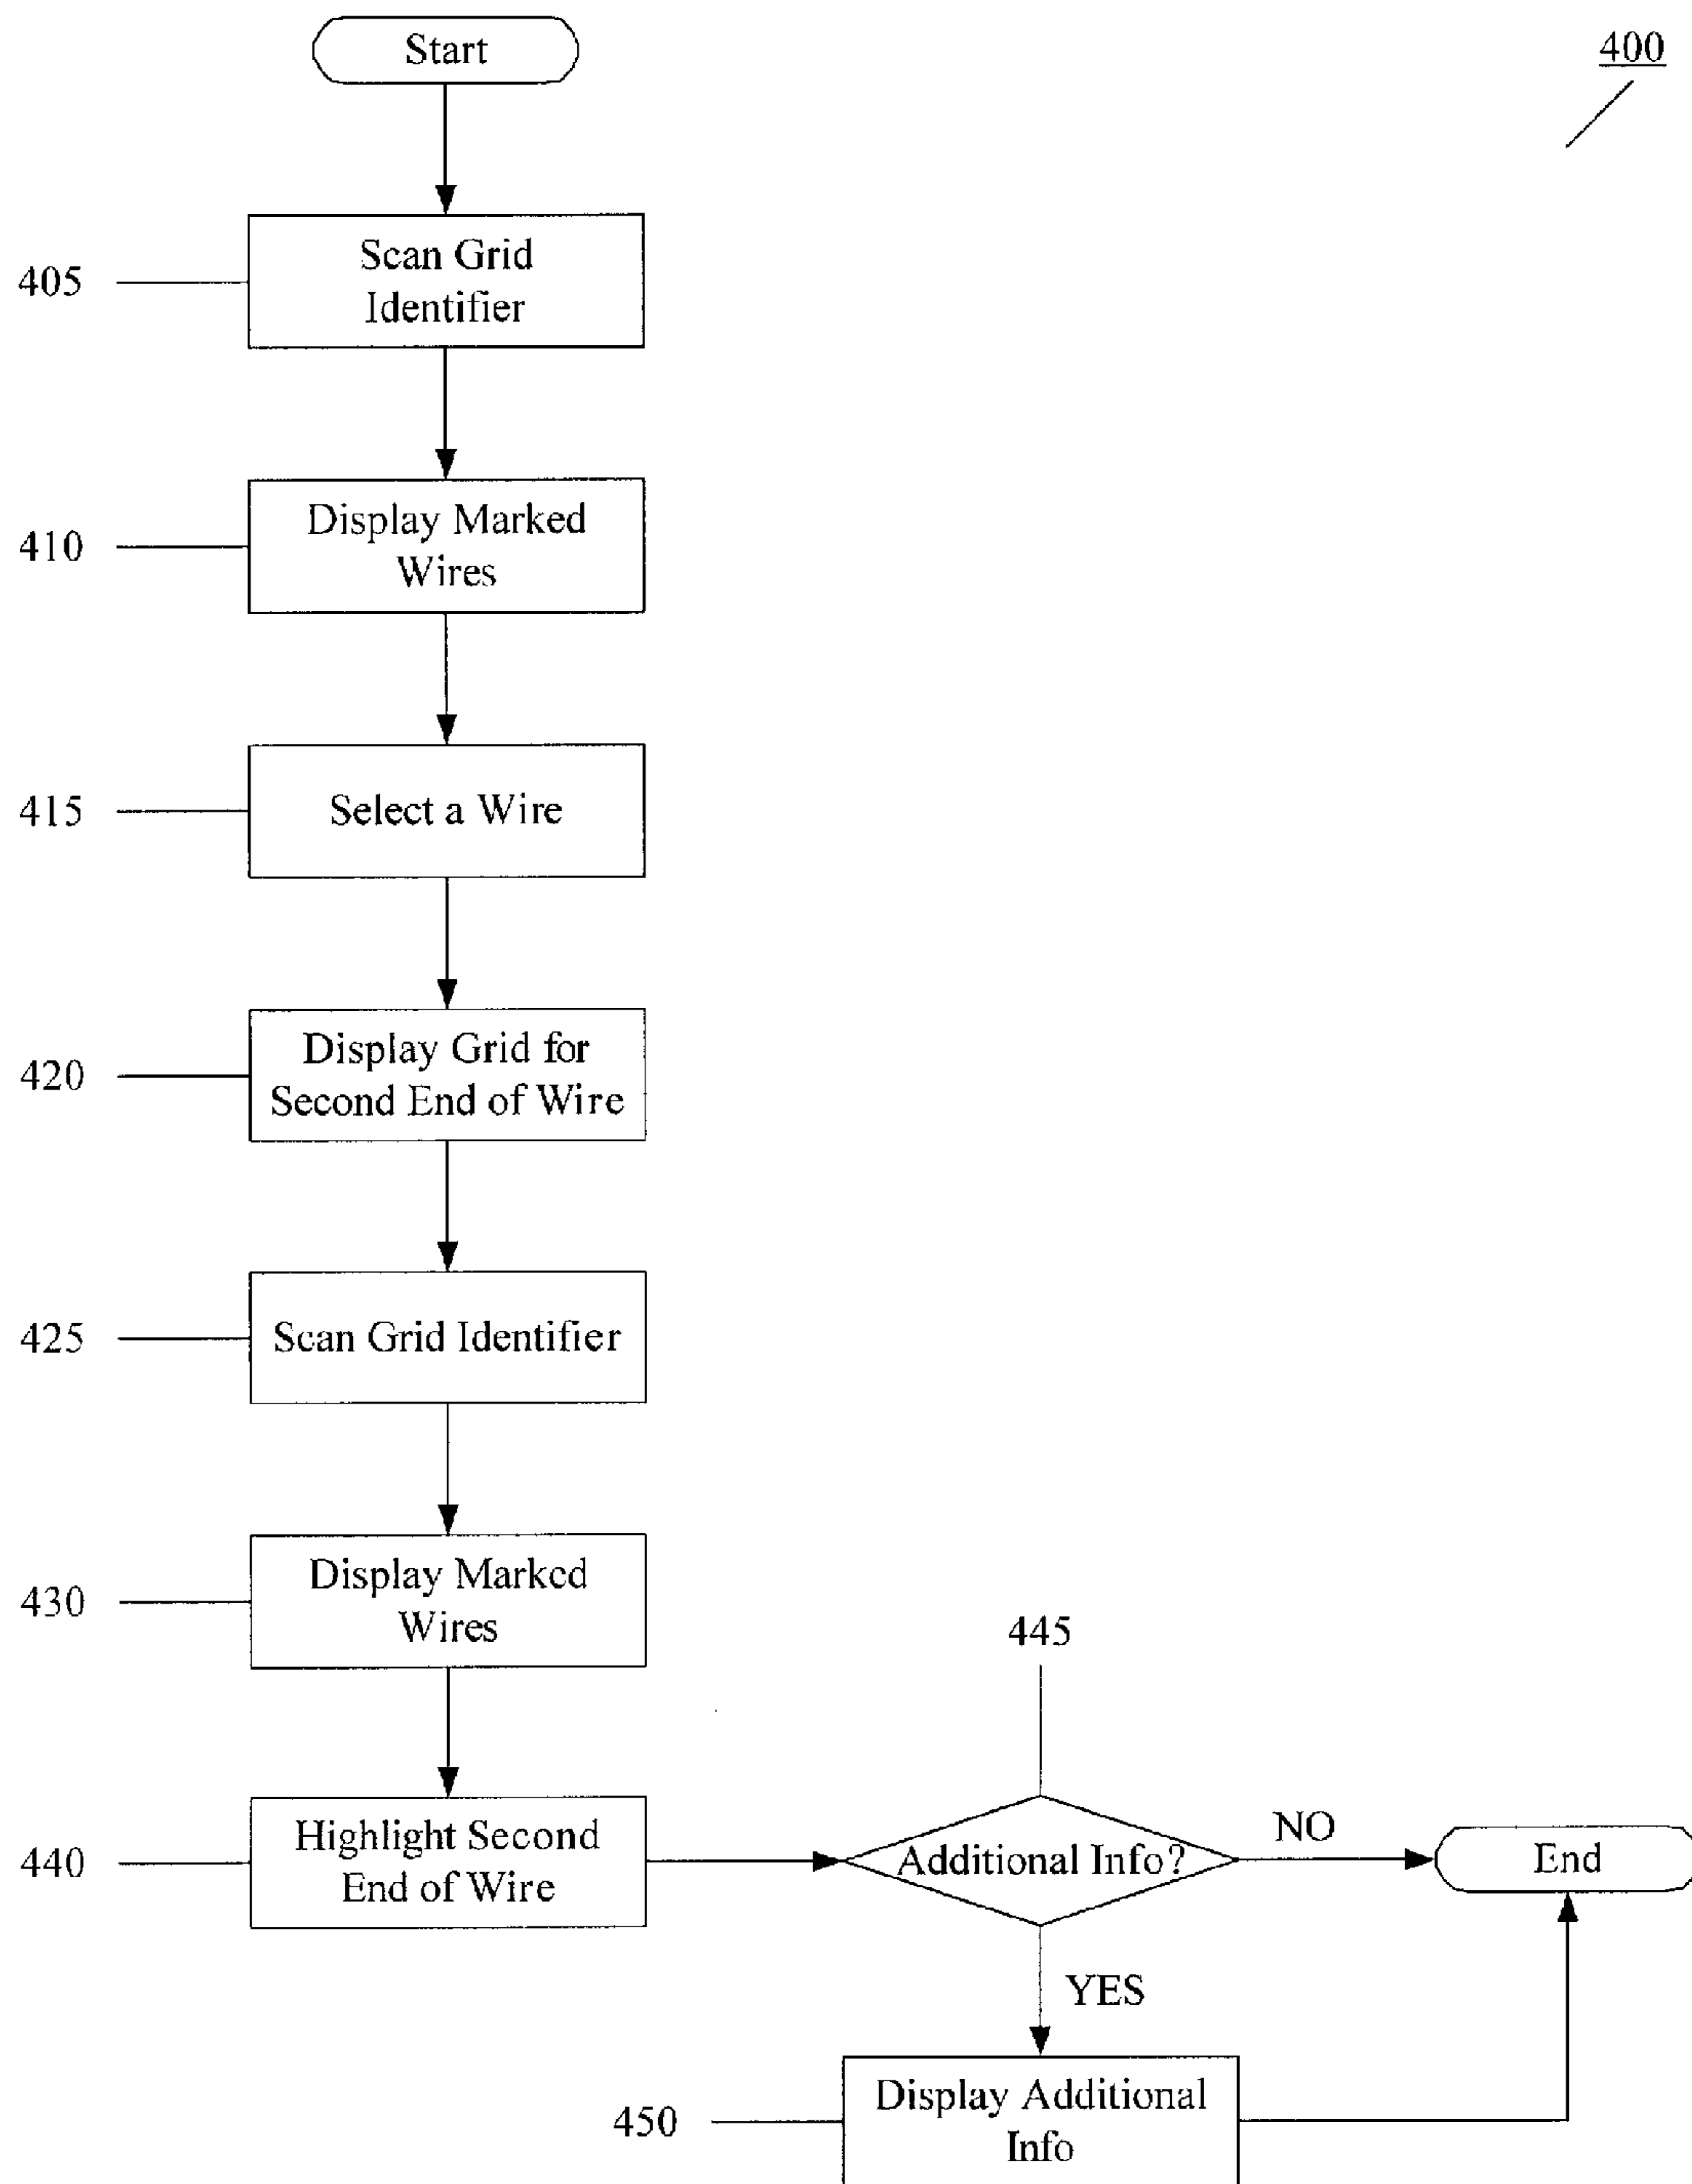 Start
400
405
Scan Grid
Identifier
410
Display Marked
Wires
415
Select a Wire
420
Display Grid for
Second End of Wire
425
Scan Grid Identifier
430
Display Marked
Wires
445
440
Highlight Second
End of Wire
Additional Info?
NO
End
YES
450
Display Additional
Info